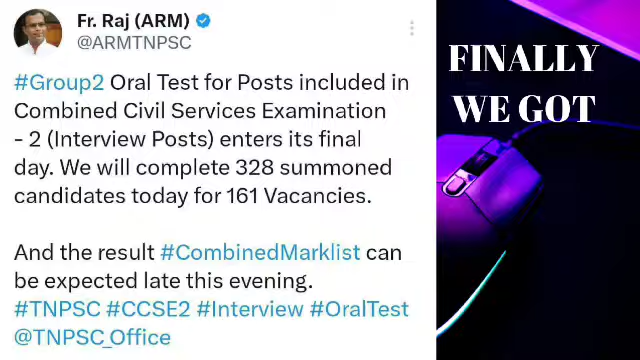 Fr. Raj (ARM)
@ARMTNPSC
#Group2 Oral Test for Posts included in
Combined Civil Services Examination
- 2 (Interview Posts) enters its final
day. We will complete 328 summoned
candidates today for 161 Vacancies.
And the result #CombinedMarklist can
be expected late this evening.
#TNPSC #CCSE2 #Interview #OralTest
@TNPSC_Office
FINALLY
WE GOT